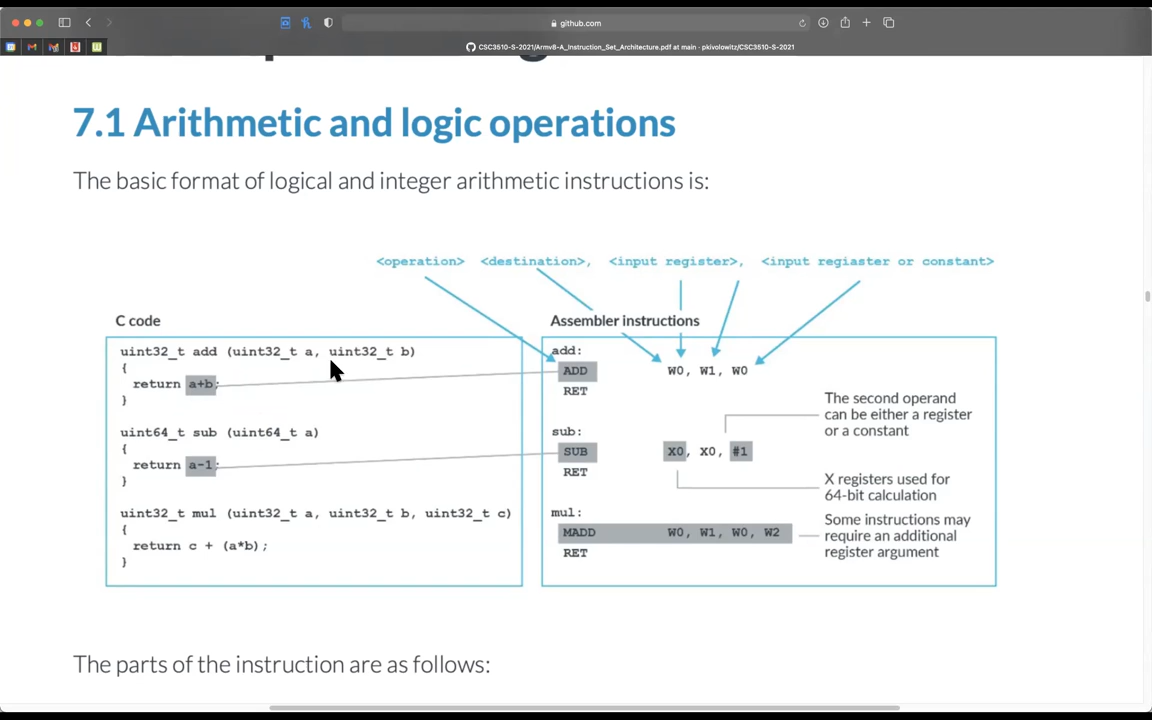 github.com
CSC3510-S-2021/Armv8-A_Instruction_Set_Architecture.pdf at main · pkivolowitz/CSC3510-S-2021
7.1 Arithmetic and logic operations
The basic format of logical and integer arithmetic instructions is:
<operation> <destination>, <input register>, <input regiaster or constant>
C code
uint32_t add (uint32_t a, uint32_t b)
{
return a+b;
}
uint64_t sub (uint64_t a)
{
return a-1;
}
uint32_t mul (uint32_t a, uint32_t b, uint32_t c)
{
return c + (a*b);
}
Assembler instructions
add:
ADD W0, W1, W0
RET
sub:
SUB X0, X0, #1
RET
mul:
MADD W0, W1, W0, W2
RET
The second operand
can be either a register
or a constant
X registers used for
64-bit calculation
Some instructions may
require an additional
register argument
The parts of the instruction are as follows: